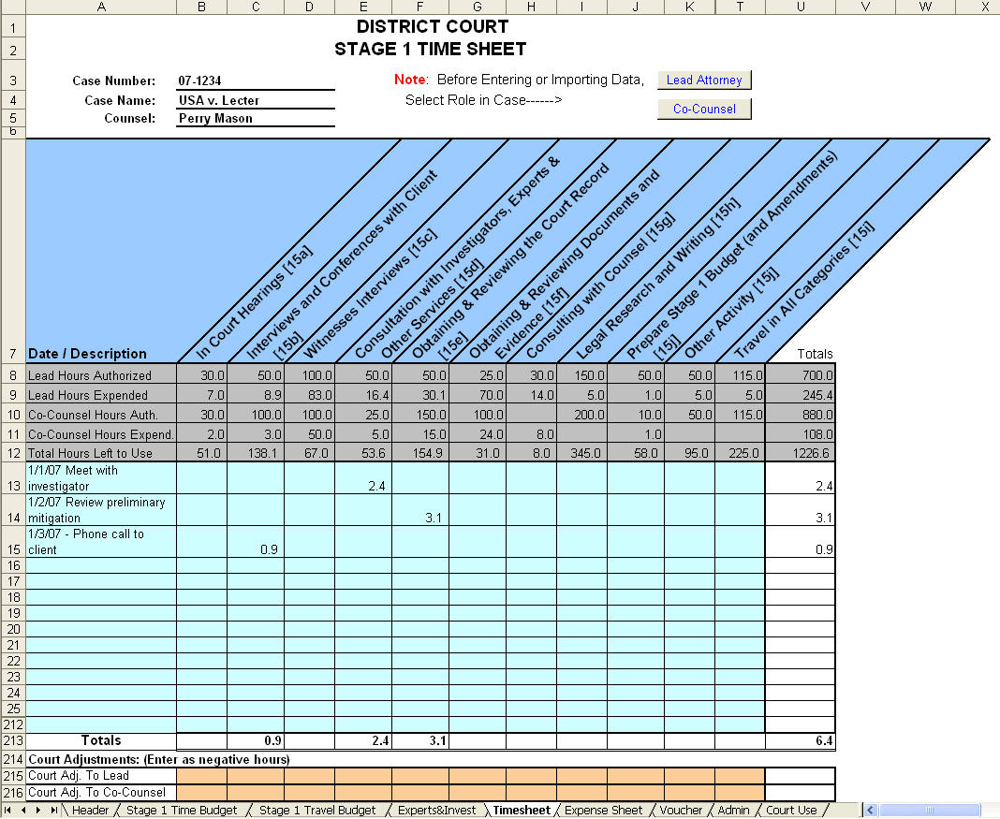 A B C D E F G H I J K T U V W X
1 DISTRICT COURT
2 STAGE 1 TIME SHEET
3 Case Number: 07-1234 Note: Before Entering or Importing Data, Lead Attorney
4 Case Name: USA v. Lecter Select Role in Case------> Co-Counsel
5 Counsel: Perry Mason
6
In Court Hearings [15a]
Interviews and Conferences with Client
[15b]
Witnesses Interviews [15c]
Consultation with Investigators, Experts &
Other Services [15d]
Obtaining & Reviewing the Court Record
[15e]
Obtaining & Reviewing Documents and
Evidence [15f]
Consulting with Counsel [15g]
Legal Research and Writing [15h]
Prepare Stage 1 Budget (and Amendments)
[15j]
Other Activity [15j]
Travel in All Categories [15i]
7 Date / Description Totals
8 Lead Hours Authorized 30.0 50.0 100.0 50.0 50.0 25.0 30.0 150.0 50.0 50.0 115.0 700.0
9 Lead Hours Expended 7.0 8.9 83.0 16.4 30.1 70.0 14.0 5.0 1.0 5.0 5.0 245.4
10 Co-Counsel Hours Auth. 30.0 100.0 100.0 25.0 150.0 100.0 200.0 10.0 50.0 115.0 880.0
11 Co-Counsel Hours Expend. 2.0 3.0 50.0 5.0 15.0 24.0 8.0 1.0 108.0
12 Total Hours Left to Use 51.0 138.1 67.0 53.6 154.9 31.0 8.0 345.0 58.0 95.0 225.0 1226.6
1/1/07 Meet with
13 investigator 2.4 2.4
1/2/07 Review preliminary
14 mitigation 3.1 3.1
1/3/07 - Phone call to
15 client 0.9 0.9
16
17
18
19
20
21
22
23
24
25
212
213 Totals 0.9 2.4 3.1 6.4
214 Court Adjustments: (Enter as negative hours)
215 Court Adj. To Lead
216 Court Adj. To Co-Counsel
Header Stage 1 Time Budget Stage 1 Travel Budget Experts&Invest Timesheet Expense Sheet Voucher Admin Court Use